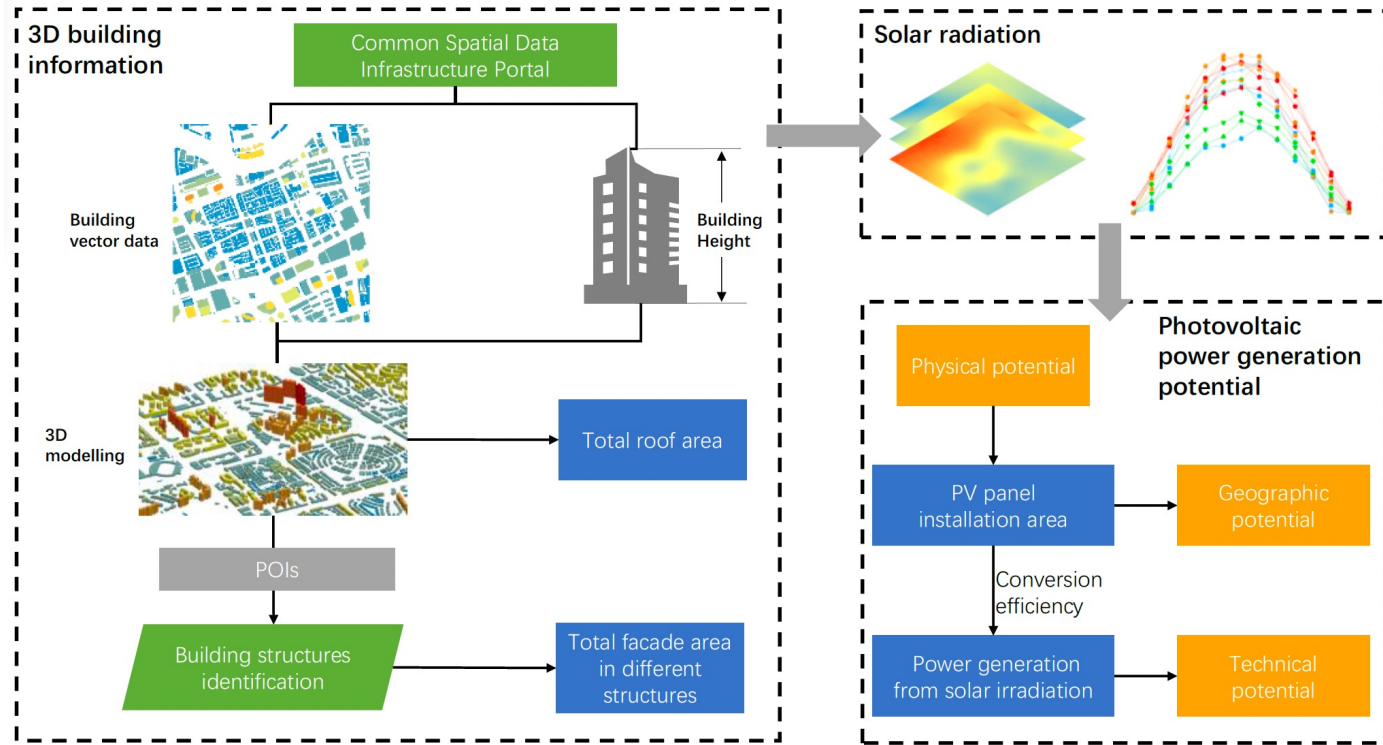 3D building
information
Common Spatial Data
Infrastructure Portal
Building
vector data
Building
Height
3D
modelling
Total roof area
POIs
Building structures
identification
Total facade area
in different
structures
Solar radiation
Photovoltaic
power generation
potential
Physical potential
PV panel
installation area
Geographic
potential
Conversion
efficiency
Power generation
from solar irradiation
Technical
potential